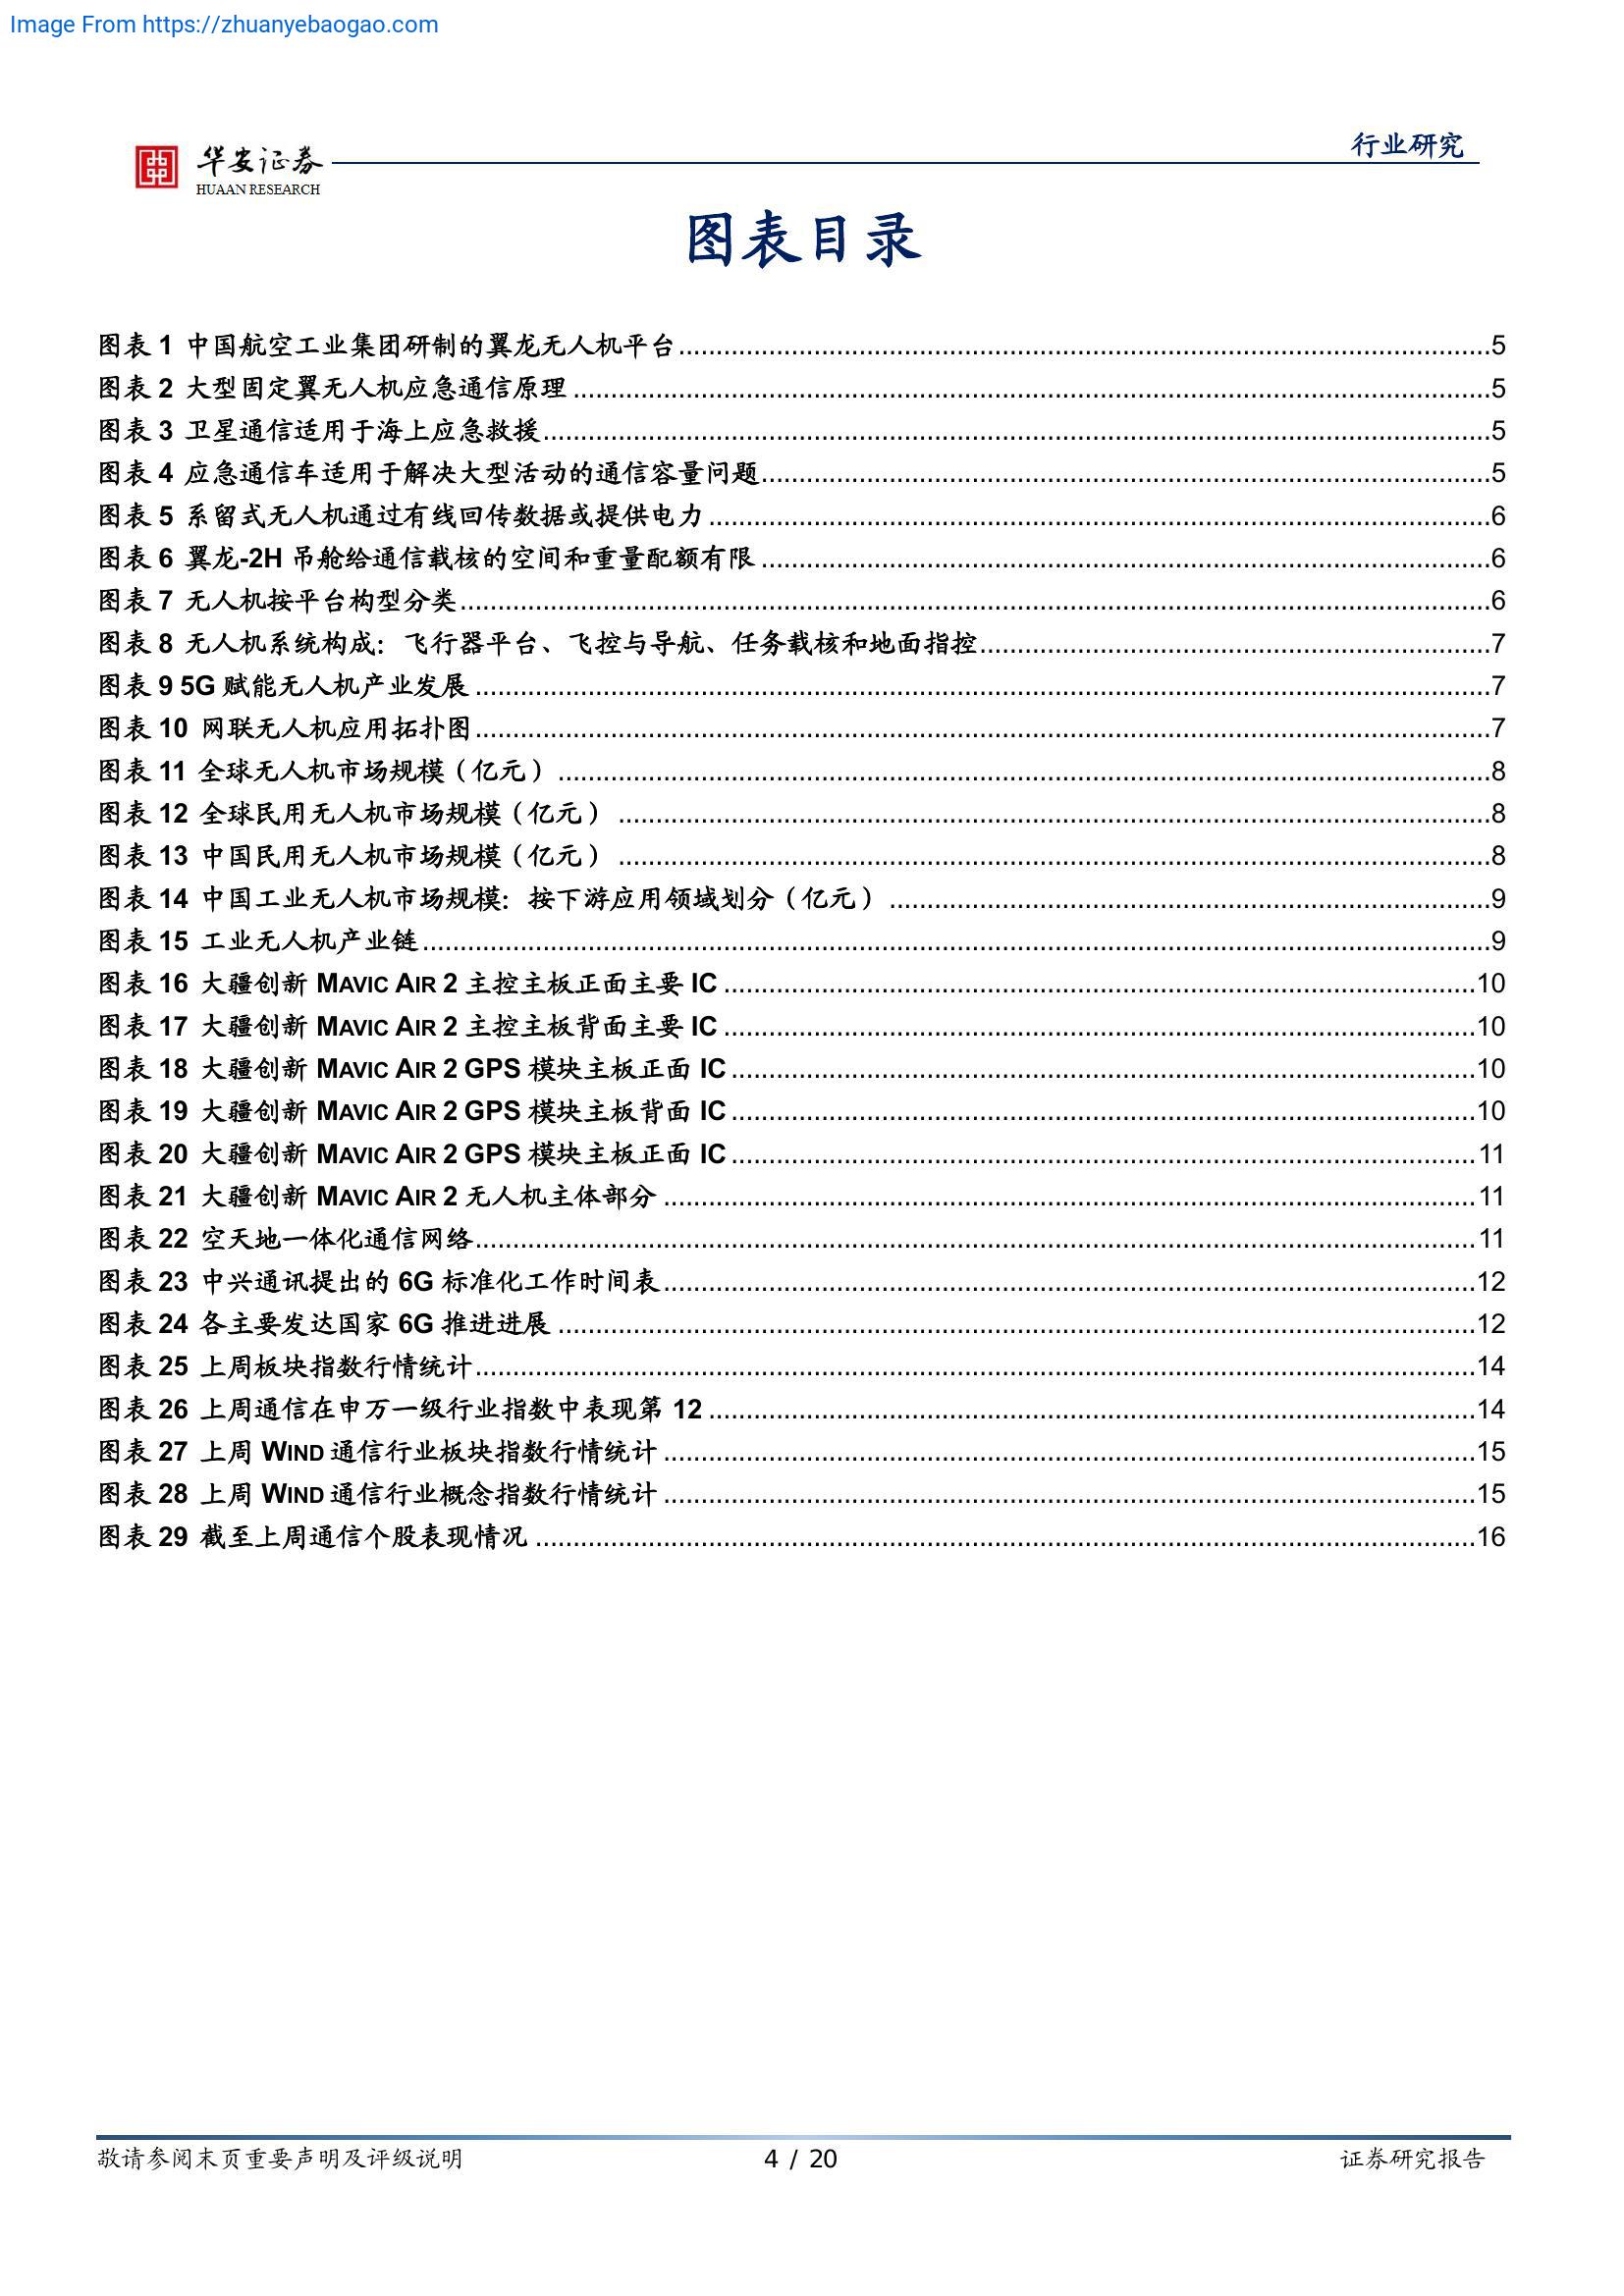 Image From https://zhuanyebaogao.com
行业研究
华安证券
HUAAN RESEARCH
图表目录
图表 1 中国航空工业集团研制的翼龙无人机平台....................5
图表 2 大型固定翼无人机应急通信原理....................5
图表 3 卫星通信适用于海上应急救援....................5
图表 4 应急通信车适用于解决大型活动的通信容量问题....................5
图表 5 系留式无人机通过有线回传数据或提供电力....................6
图表 6 翼龙-2H 吊舱给通信载核的空间和重量配额有限....................6
图表 7 无人机按平台构型分类....................6
图表 8 无人机系统构成：飞行器平台、飞控与导航、任务载核和地面指控....................7
图表 9 5G 赋能无人机产业发展....................7
图表 10 网联无人机应用拓扑图....................7
图表 11 全球无人机市场规模（亿元）....................8
图表 12 全球民用无人机市场规模（亿元）....................8
图表 13 中国民用无人机市场规模（亿元）....................8
图表 14 中国工业无人机市场规模：按下游应用领域划分（亿元）....................9
图表 15 工业无人机产业链....................9
图表 16 大疆创新 MAVIC AIR 2 主控主板正面主要 IC....................10
图表 17 大疆创新 MAVIC AIR 2 主控主板背面主要 IC....................10
图表 18 大疆创新 MAVIC AIR 2 GPS 模块主板正面 IC....................10
图表 19 大疆创新 MAVIC AIR 2 GPS 模块主板背面 IC....................10
图表 20 大疆创新 MAVIC AIR 2 GPS 模块主板正面 IC....................11
图表 21 大疆创新 MAVIC AIR 2 无人机主体部分....................11
图表 22 空天地一体化通信网络....................11
图表 23 中兴通讯提出的 6G 标准化工作时间表....................12
图表 24 各主要发达国家 6G 推进进展....................12
图表 25 上周板块指数行情统计....................14
图表 26 上周通信在申万一级行业指数中表现第 12....................14
图表 27 上周 WIND 通信行业板块指数行情统计....................15
图表 28 上周 WIND 通信行业概念指数行情统计....................15
图表 29 截至上周通信个股表现情况....................16
敬请参阅末页重要声明及评级说明 4 / 20 证券研究报告